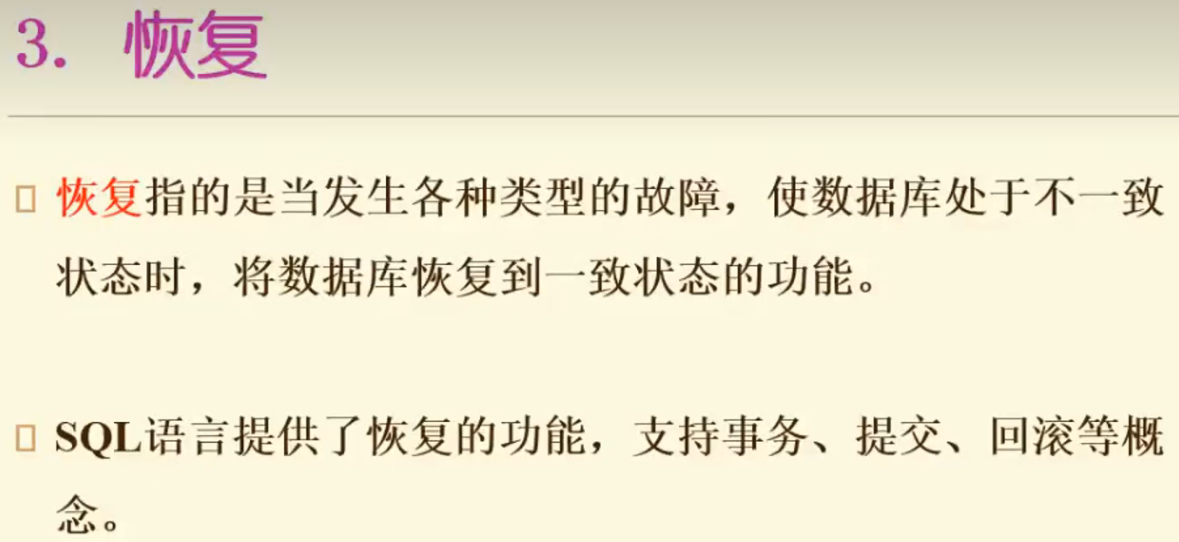 3. 恢复
恢复指的是当发生各种类型的故障，使数据库处于不一致
状态时，将数据库恢复到一致状态的功能。
SQL语言提供了恢复的功能，支持事务、提交、回滚等概
念。